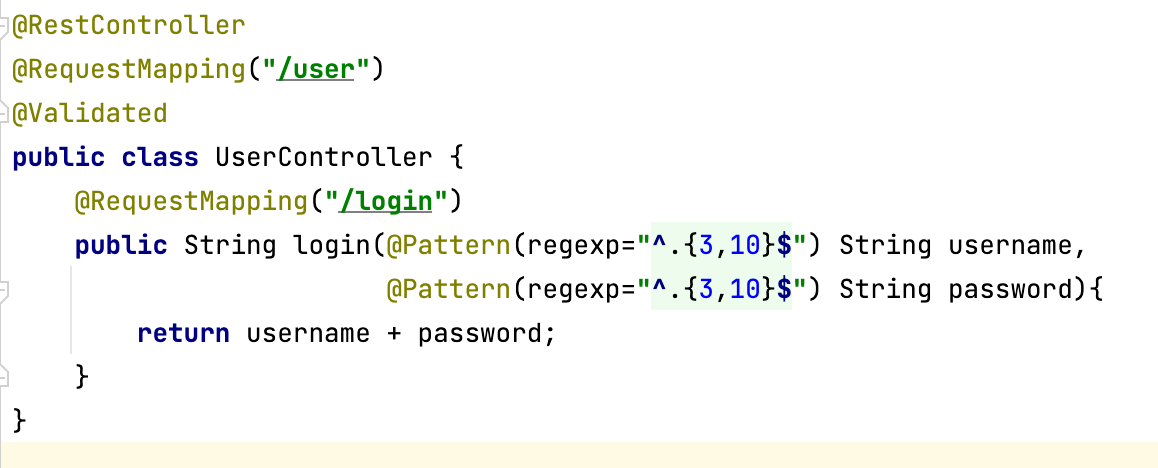 @RestController
@RequestMapping("/user")
@Validated
public class UserController {
    @RequestMapping("/login")
    public String login(@Pattern(regexp="^.{3,10}$") String username,
                        @Pattern(regexp="^.{3,10}$") String password){
        return username + password;
    }
}